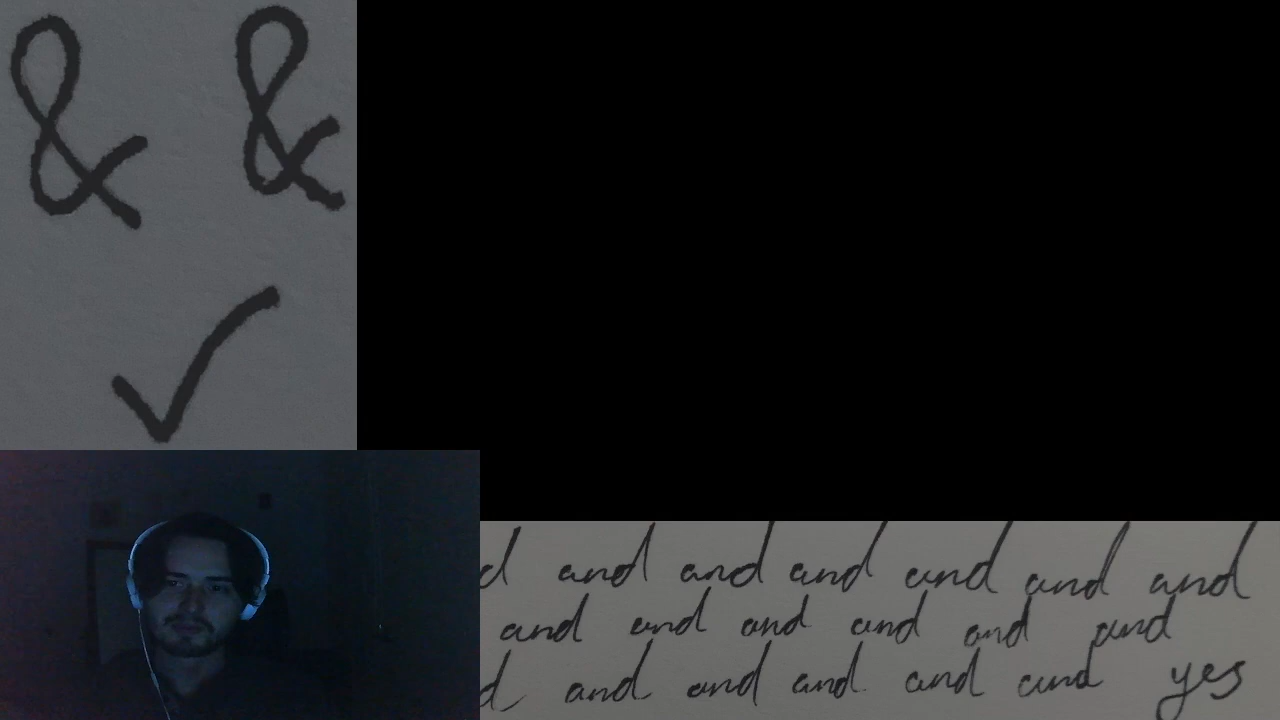 & &
✓
and and and and and and
and and and and and and
and and and. and and yes